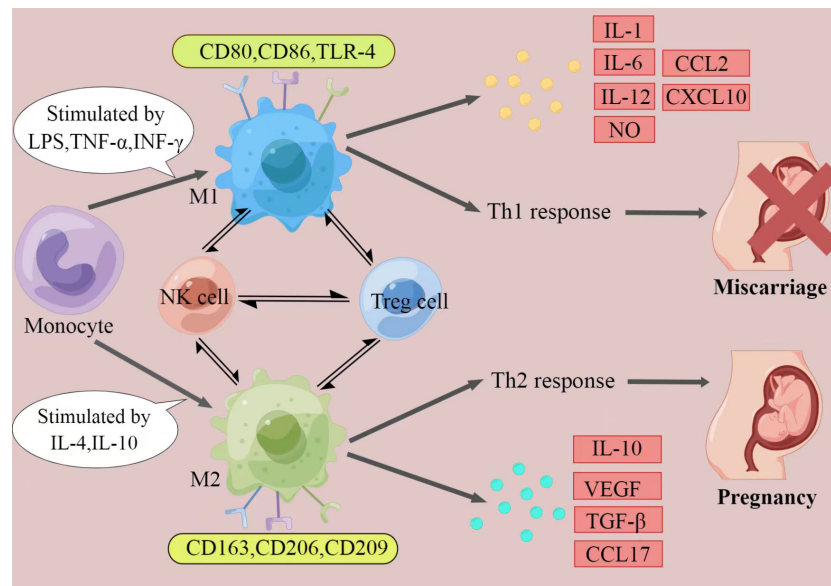 CD80,CD86,TLR-4
Stimulated by
LPS,TNF-α,INF-γ
M1
IL-1
IL-6
CCL2
IL-12
CXCL10
NO
Th1 response
Miscarriage
Monocyte
NK cell
Treg cell
Stimulated by
IL-4,IL-10
M2
CD163,CD206,CD209
Th2 response
IL-10
VEGF
TGF-β
CCL17
Pregnancy